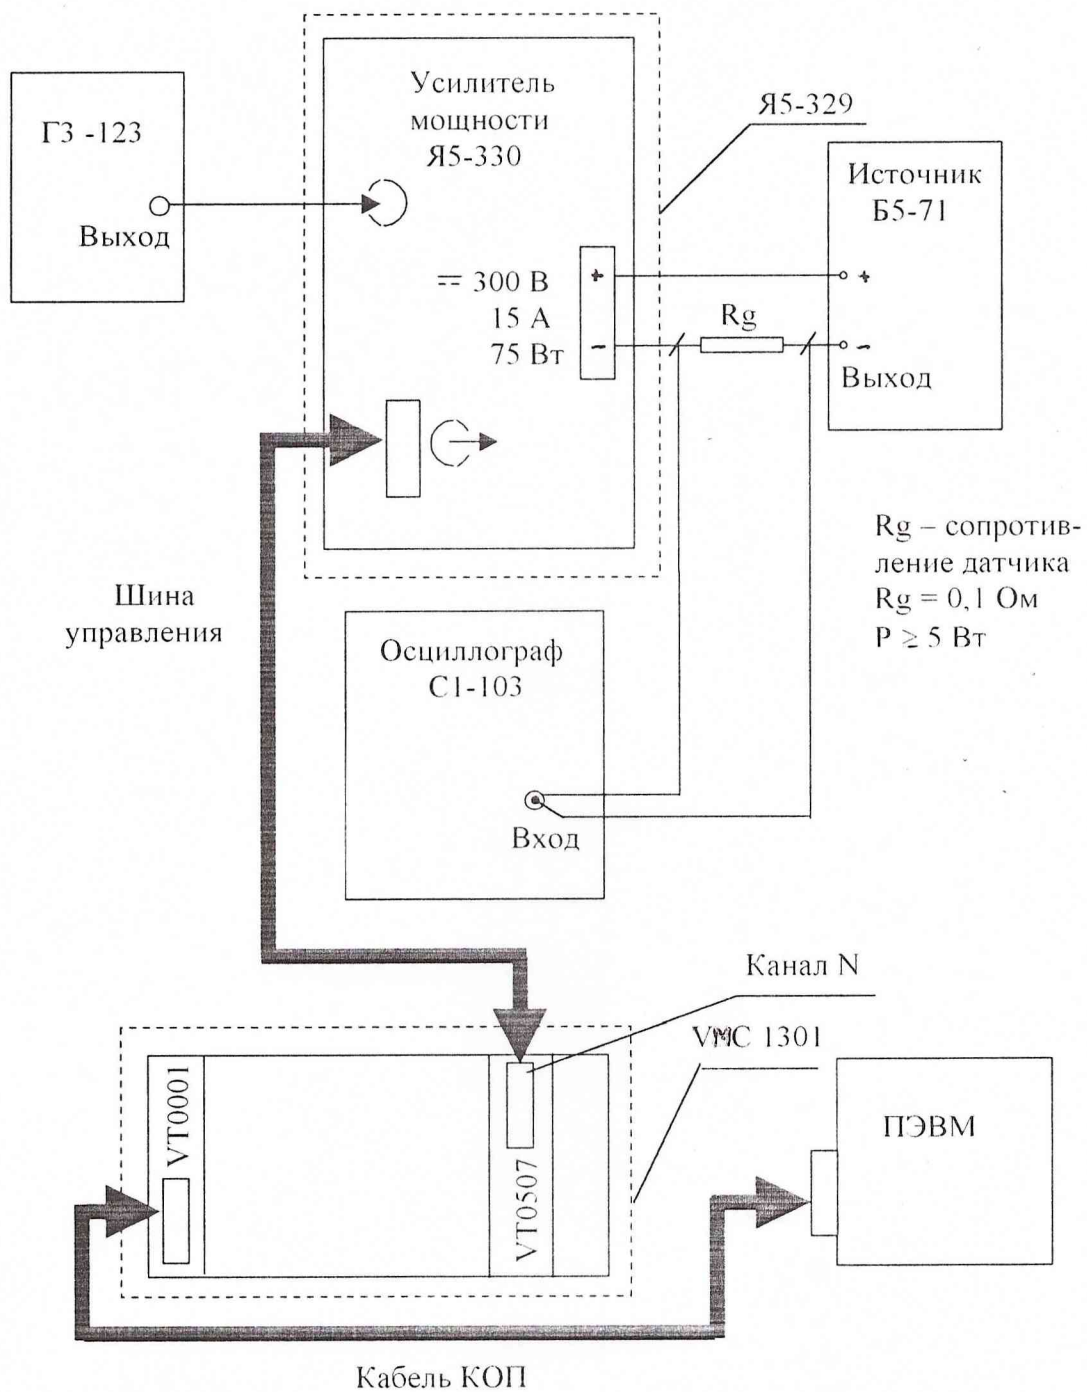 Г3 -123
Выход
Усилитель
мощности
Я5-330
Я5-329
Источник
Б5-71
+
-
Выход
= 300 В
15 А
75 Вт
+
-
Rg
Rg – сопротив-
ление датчика
Rg = 0,1 Ом
P ≥ 5 Вт
Шина
управления
Осциллограф
С1-103
Вход
Канал N
VMC 1301
VT0001
VT0507
ПЭВМ
Кабель КОП